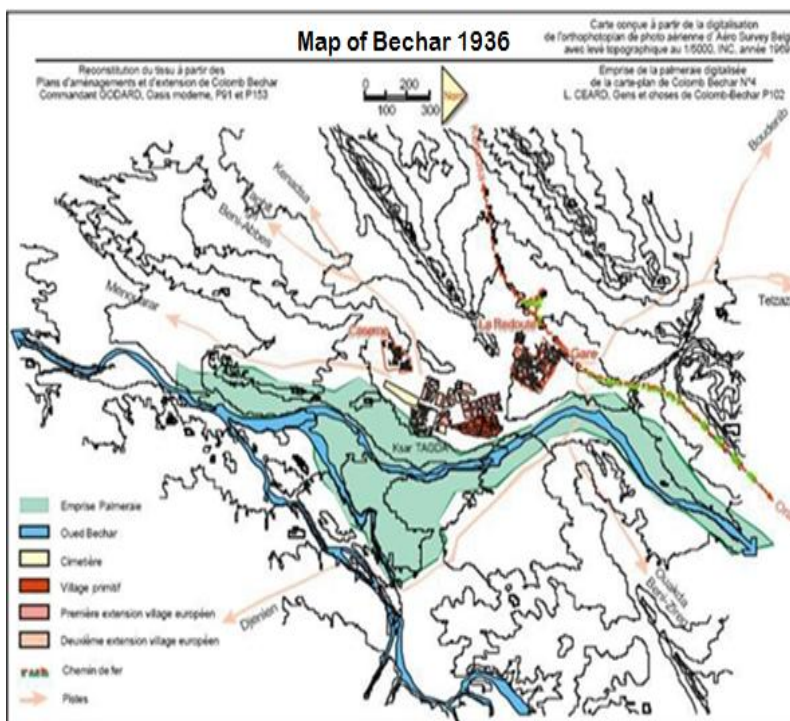 Map of Bechar 1936
Carte conçue à partir de la digitalisation
de l'orthophotoplan de photo aérienne d' Aéro Survey Belg
avec levé topographique au 1/5000, INC, année 1969
Reconstitution du tissu à partir des
Plans d'aménagements et d'extension de Colomb Bechar
Commandant GODARD, Oasis moderne, P91 et P153
0 200
100 300
Nord
Emprise de la palmeraie digitalisée
de la carte-plan de Colomb Bechar N°4
L. CEARD, Gens et choses de Colomb-Bechar P102
Boudenib
Kenadsa
Taghit
Beni-Abbes
Menouarar
Telzaz
Caserne
La Redoute
Gare
Ksar TAGDA
Ouakda
Beni-Zireg
Djenien
Emprise Palmeraie
Oued Bechar
Cimetière
Village primitif
Première extension village européen
Deuxième extension village européen
Chemin de fer
Pistes